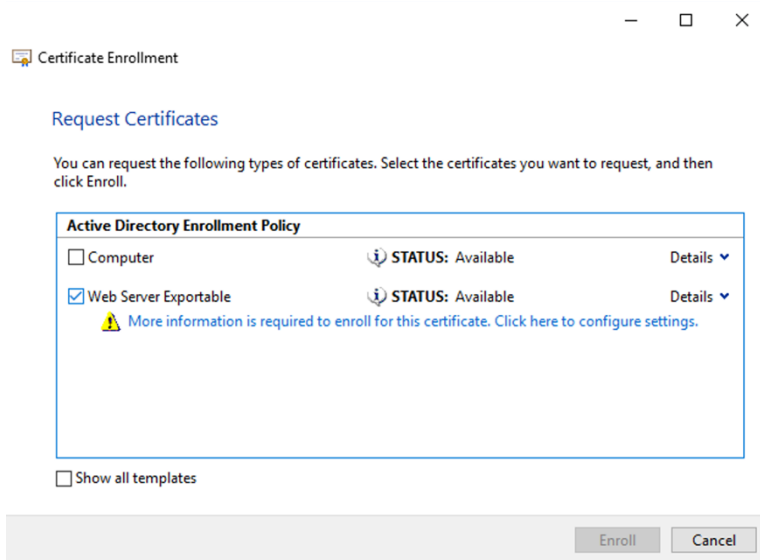 Certificate Enrollment
Request Certificates
You can request the following types of certificates. Select the certificates you want to request, and then
click Enroll.
Active Directory Enrollment Policy
Computer STATUS: Available Details
Web Server Exportable STATUS: Available Details
More information is required to enroll for this certificate. Click here to configure settings.
Show all templates
Enroll Cancel